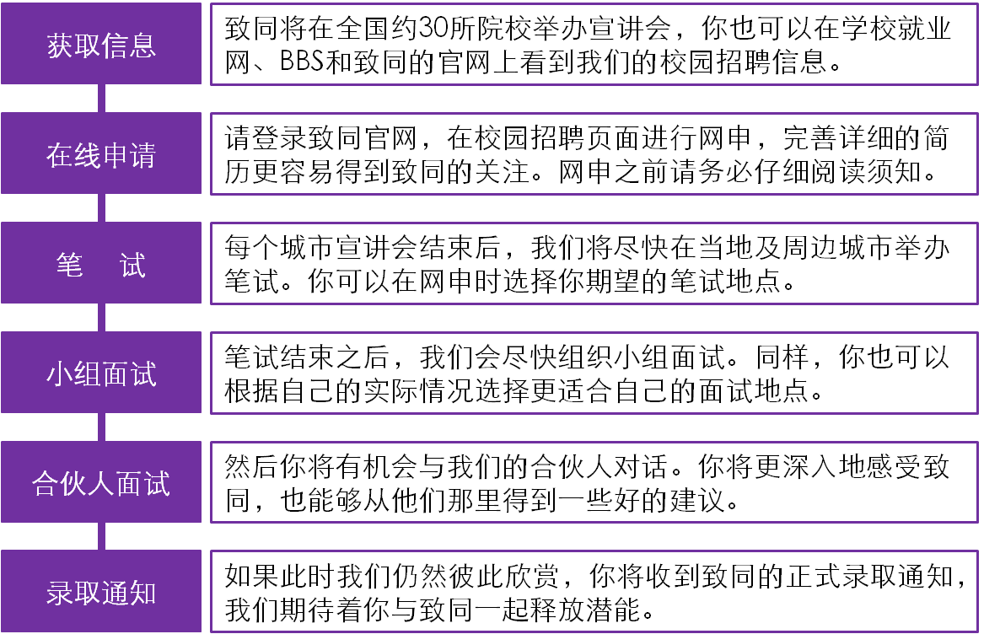 获取信息
致同将在全国约30所院校举办宣讲会，你也可以在学校就业
网、BBS和致同的官网上看到我们的校园招聘信息。
在线申请
请登录致同官网，在校园招聘页面进行网申，完善详细的简
历更容易得到致同的关注。网申之前请务必仔细阅读须知。
笔 试
每个城市宣讲会结束后，我们将尽快在当地及周边城市举办
笔试。你可以在网申时选择你期望的笔试地点。
小组面试
笔试结束之后，我们会尽快组织小组面试。同样，你也可以
根据自己的实际情况选择更适合自己的面试地点。
合伙人面试
然后你将有机会与我们的合伙人对话。你将更深入地感受致
同，也能够从他们那里得到一些好的建议。
录取通知
如果此时我们仍然彼此欣赏，你将收到致同的正式录取通知，
我们期待着你与致同一起释放潜能。